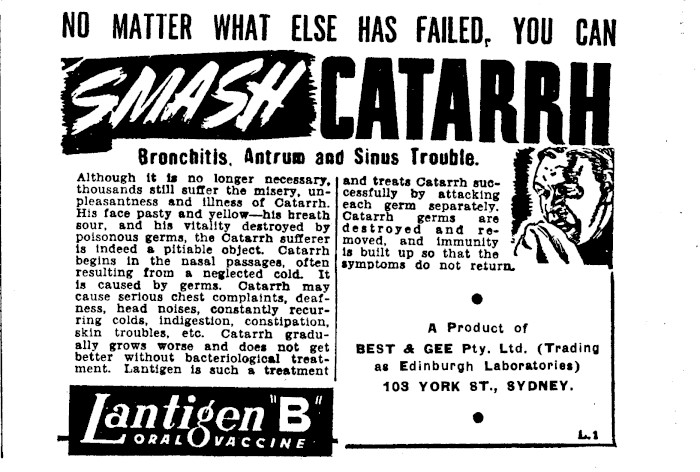 NO MATTER WHAT ELSE HAS FAILED, YOU CAN
SMASH CATARRH
Bronchitis, Antrum and Sinus Trouble.
Although it is no longer necessary,
thousands still suffer the misery, un-
pleasantness and illness of Catarrh.
His face pasty and yellow—his breath
sour, and his vitality destroyed by
poisonous germs, the Catarrh sufferer
is indeed a pitiable object. Catarrh
begins in the nasal passages, often
resulting from a neglected cold. It
is caused by germs. Catarrh may
cause serious chest complaints, deaf-
ness, head noises, constantly recur-
ring colds, indigestion, constipation,
skin troubles, etc. Catarrh gradu-
ally grows worse and does not get
better without bacteriological treat-
ment. Lantigen is such a treatment
and treats Catarrh suc-
cessfully by attacking
each germ separately.
Catarrh germs are
destroyed and re-
moved, and immunity
is built up so that the
symptoms do not return.
Lantigen "B"
ORAL VACCINE
A Product of
BEST & GEE Pty. Ltd. (Trading
as Edinburgh Laboratories)
103 YORK ST., SYDNEY.
L.1